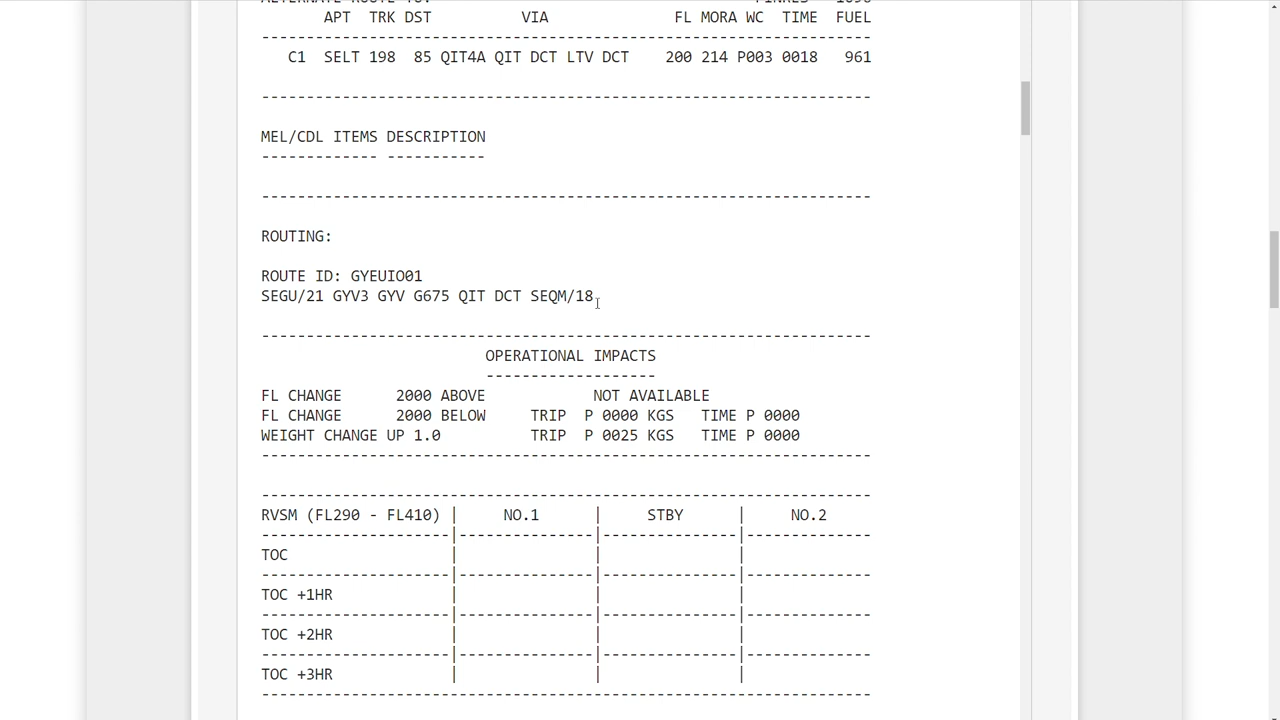 APT  TRK DST        VIA               FL MORA WC  TIME  FUEL
--------------------------------------------------------------------
C1  SELT 198  85 QIT4A QIT DCT LTV DCT    200 214 P003 0018   961
--------------------------------------------------------------------
MEL/CDL ITEMS DESCRIPTION
------------- -----------
--------------------------------------------------------------------
ROUTING:
ROUTE ID: GYEUIO01
SEGU/21 GYV3 GYV G675 QIT DCT SEQM/18
--------------------------------------------------------------------
OPERATIONAL IMPACTS
-------------------
FL CHANGE      2000 ABOVE            NOT AVAILABLE
FL CHANGE      2000 BELOW     TRIP  P 0000 KGS   TIME P 0000
WEIGHT CHANGE UP 1.0          TRIP  P 0025 KGS   TIME P 0000
--------------------------------------------------------------------
--------------------------------------------------------------------
RVSM (FL290 - FL410) |     NO.1      |     STBY      |     NO.2
---------------------|---------------|---------------|--------------
TOC                  |               |               |
---------------------|---------------|---------------|--------------
TOC +1HR             |               |               |
---------------------|---------------|---------------|--------------
TOC +2HR             |               |               |
---------------------|---------------|---------------|--------------
TOC +3HR             |               |               |
--------------------------------------------------------------------